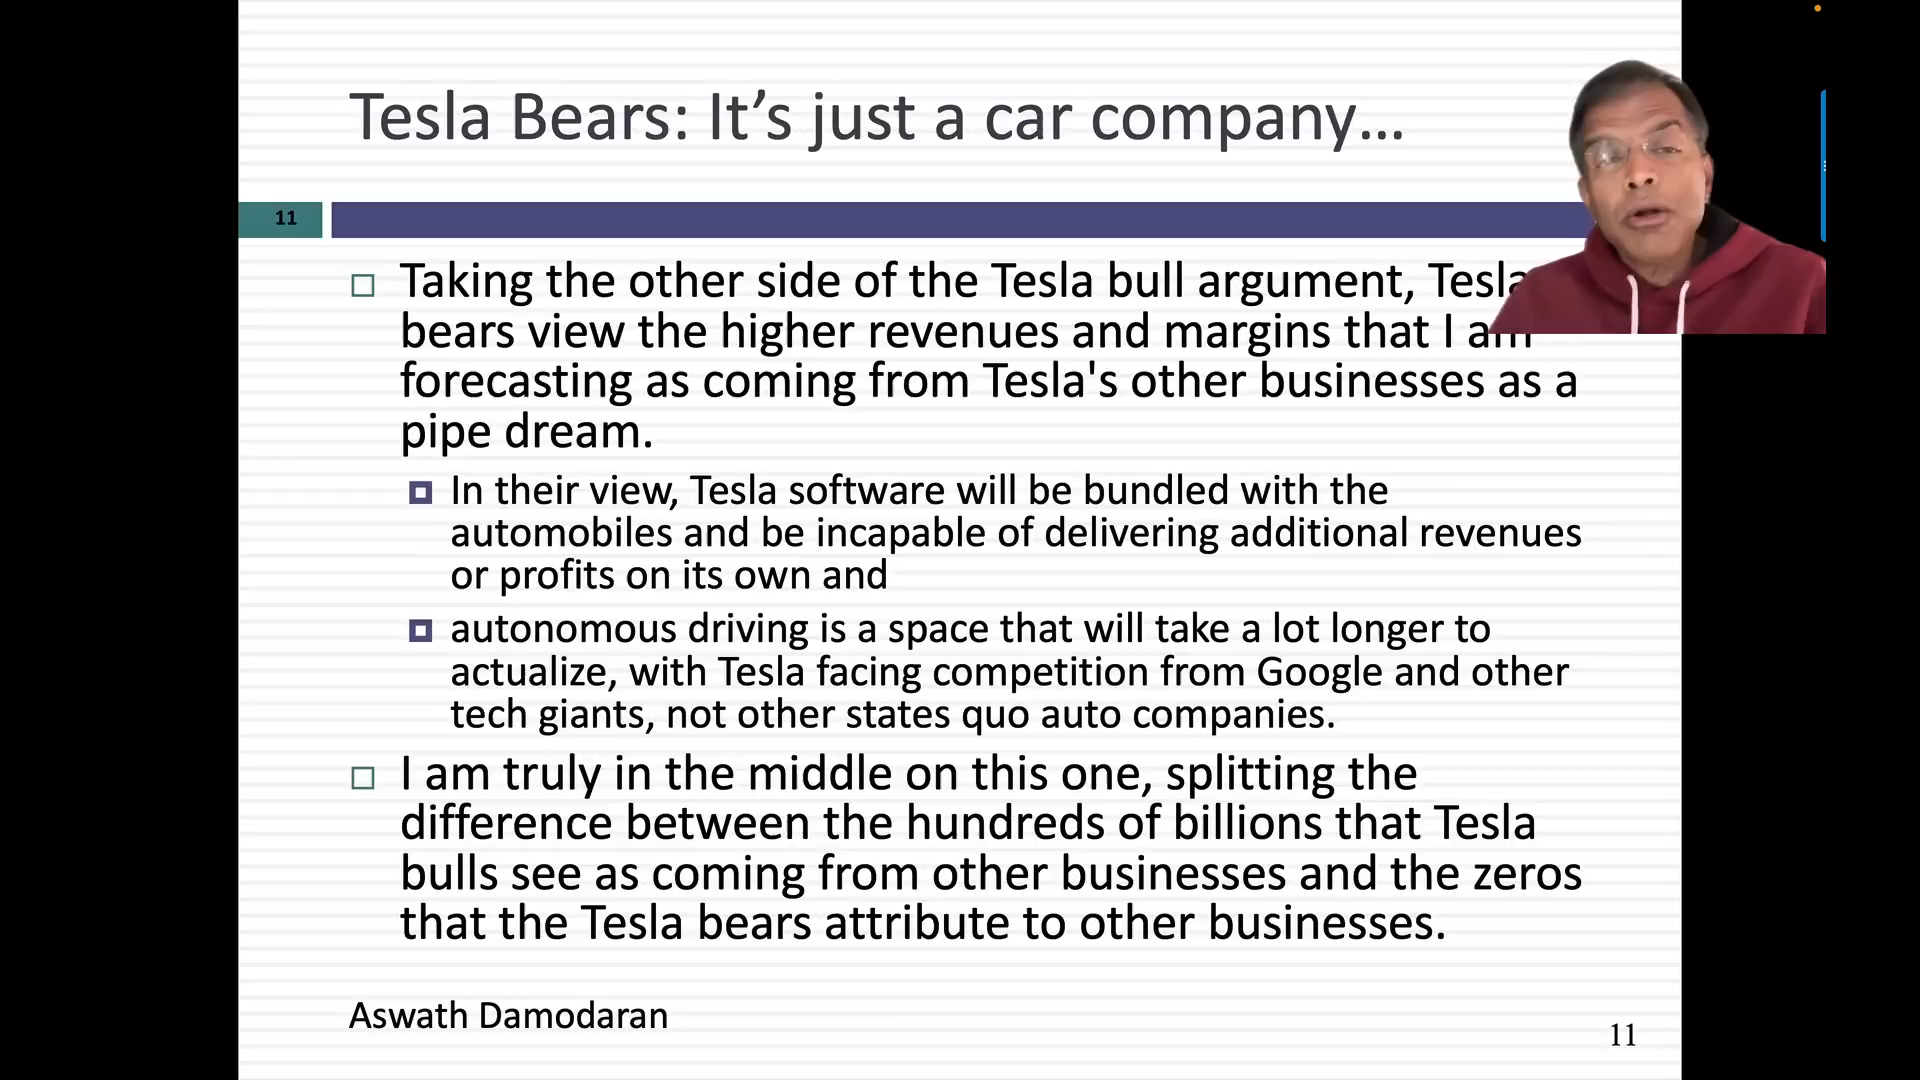 Tesla Bears: It’s just a car company…
11
Taking the other side of the Tesla bull argument, Tesla
bears view the higher revenues and margins that I am
forecasting as coming from Tesla's other businesses as a
pipe dream.
In their view, Tesla software will be bundled with the
automobiles and be incapable of delivering additional revenues
or profits on its own and
autonomous driving is a space that will take a lot longer to
actualize, with Tesla facing competition from Google and other
tech giants, not other states quo auto companies.
I am truly in the middle on this one, splitting the
difference between the hundreds of billions that Tesla
bulls see as coming from other businesses and the zeros
that the Tesla bears attribute to other businesses.
Aswath Damodaran
11